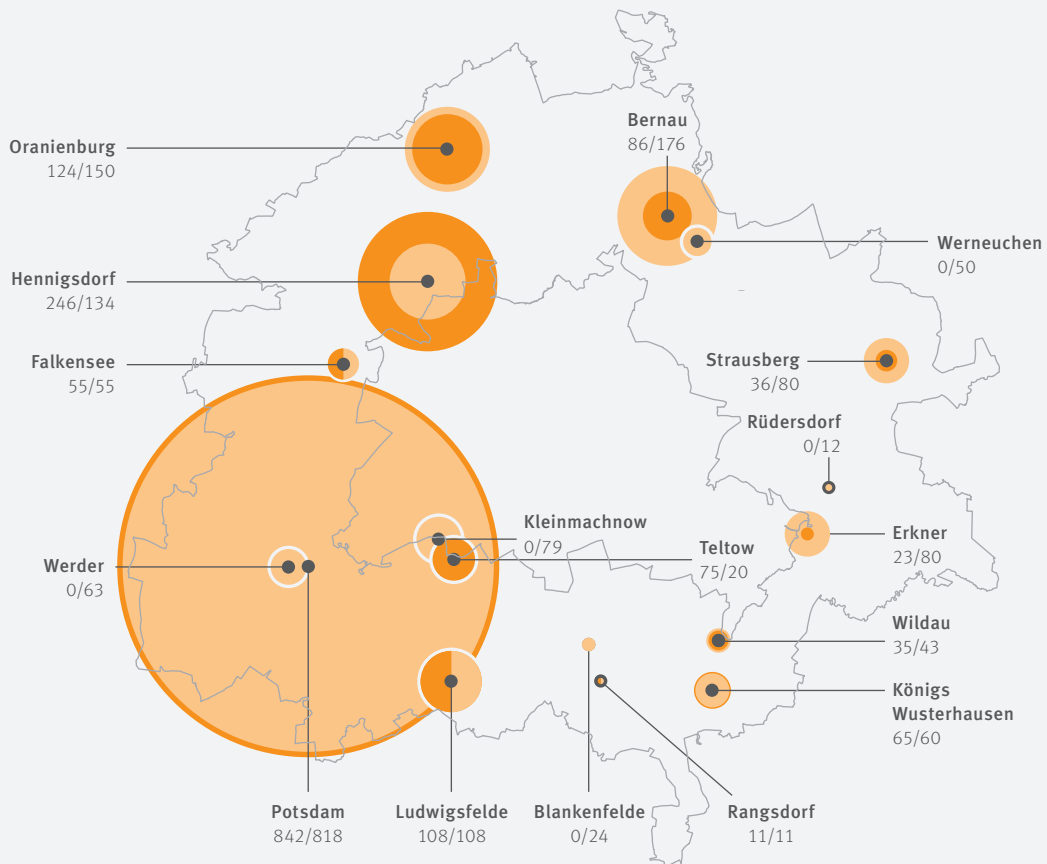 Bernau
86/176
Oranienburg
124/150
Werneuchen
0/50
Hennigsdorf
246/134
Falkensee
55/55
Strausberg
36/80
Rüdersdorf
0/12
Kleinmachnow
0/79
Erkner
23/80
Teltow
75/20
Werder
0/63
Wildau
35/43
Königs
Wusterhausen
65/60
Potsdam
842/818
Ludwigsfelde
108/108
Blankenfelde
0/24
Rangsdorf
11/11